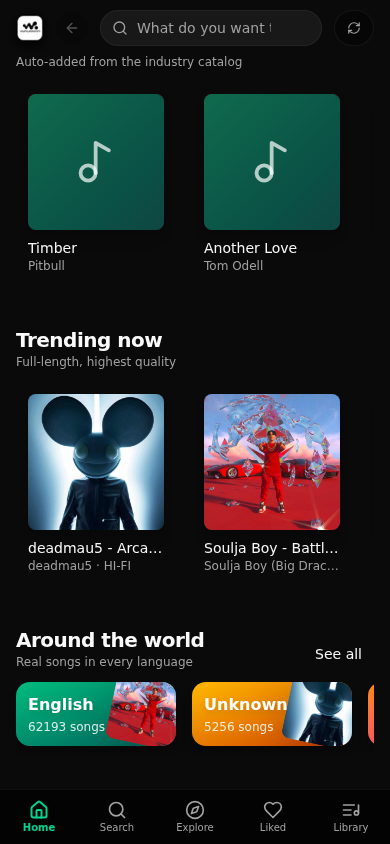 What do you want t
Auto-added from the industry catalog
Timber
Pitbull
Another Love
Tom Odell
Trending now
Full-length, highest quality
deadmau5 - Arca…
deadmau5 · HI-FI
Soulja Boy - Battl…
Soulja Boy (Big Drac…
Around the world
Real songs in every language
See all
English
62193 songs
Unknown
5256 songs
Home
Search
Explore
Liked
Library